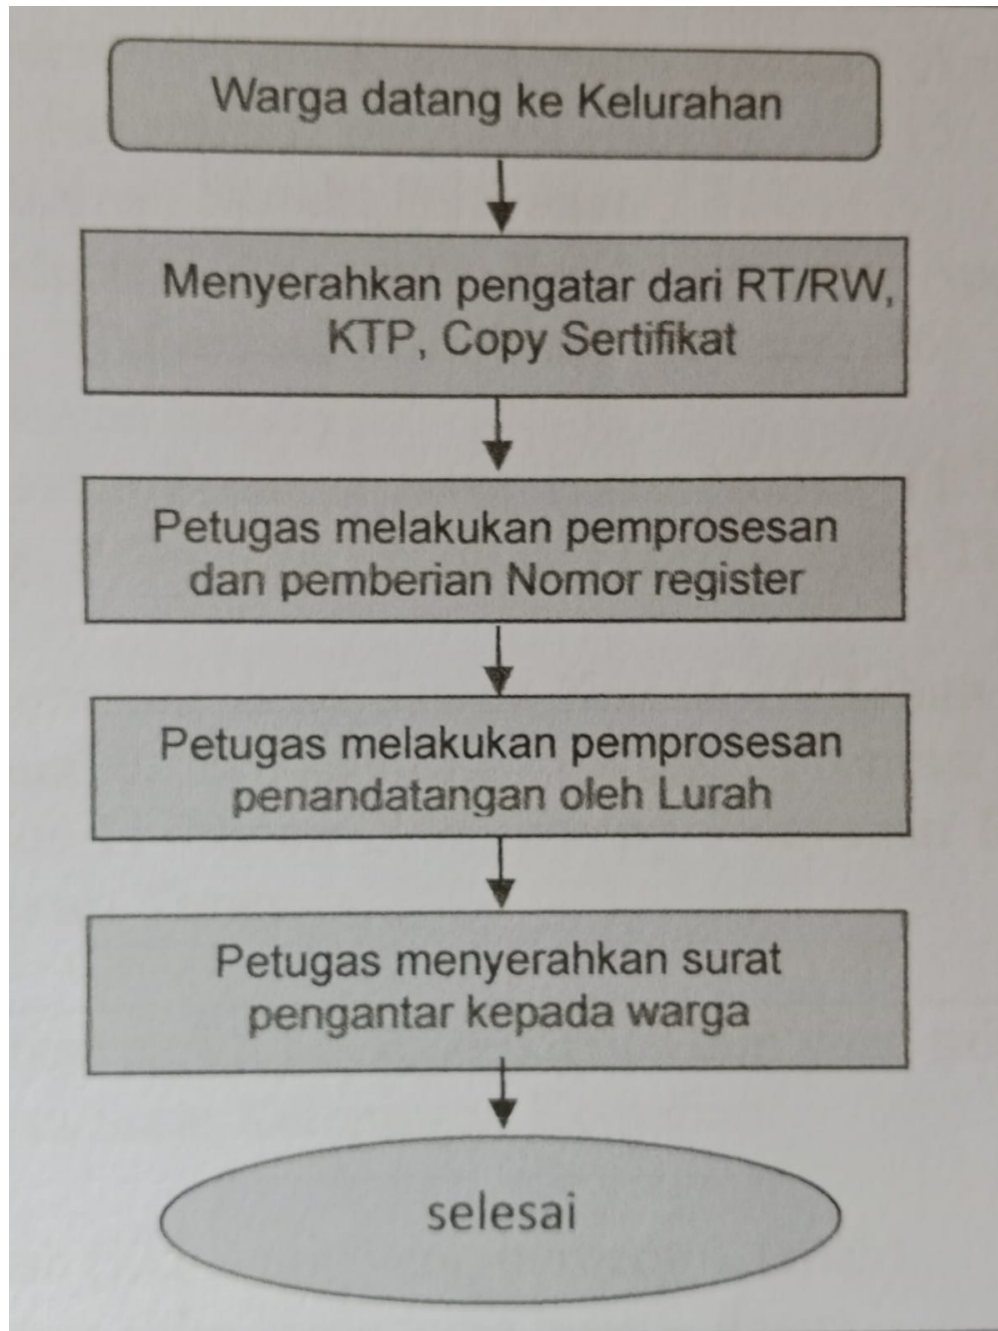 Warga datang ke Kelurahan
Menyerahkan pengatar dari RT/RW,
KTP, Copy Sertifikat
Petugas melakukan pemprosesan
dan pemberian Nomor register
Petugas melakukan pemprosesan
penandatangan oleh Lurah
Petugas menyerahkan surat
pengantar kepada warga
selesai